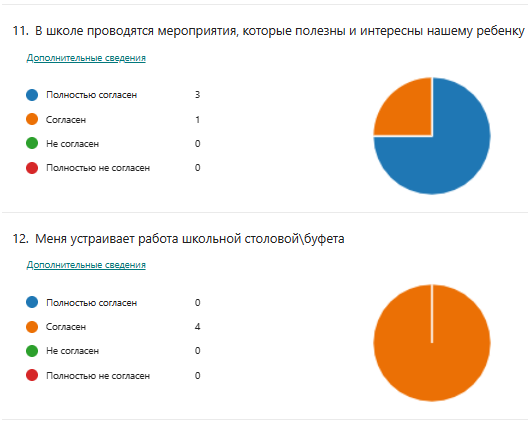 11. В школе проводятся мероприятия, которые полезны и интересны нашему ребенку
Дополнительные сведения
Полностью согласен 3
Согласен 1
Не согласен 0
Полностью не согласен 0
12. Меня устраивает работа школьной столовой\буфета
Дополнительные сведения
Полностью согласен 0
Согласен 4
Не согласен 0
Полностью не согласен 0